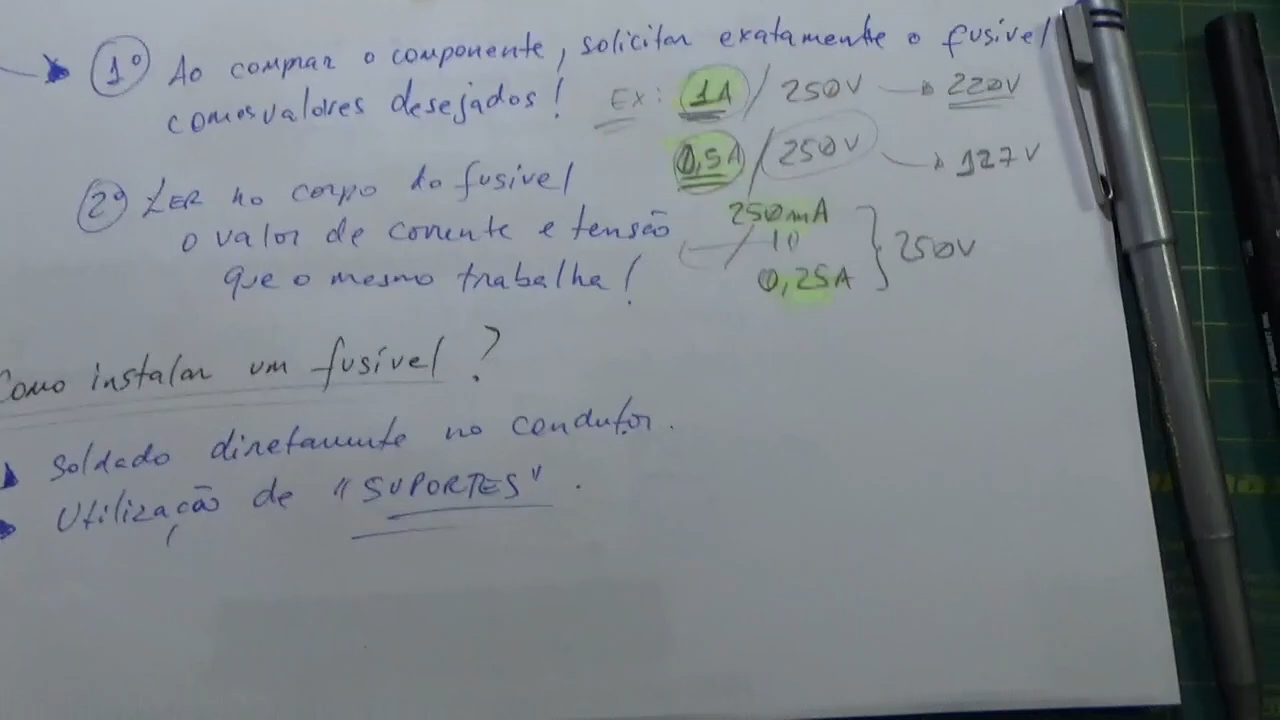 1º Ao comprar o componente, solicitar exatamente o fusível
com os valores desejados! Ex: 1A / 250V → 220V
0,5A / 250V → 127V
2º LER no corpo do fusível
o valor de corrente e tensão
que o mesmo trabalha!
250mA
11
0,25A } 250V
Como instalar um fusível?
Soldado diretamente no condutor.
Utilização de "SUPORTES".